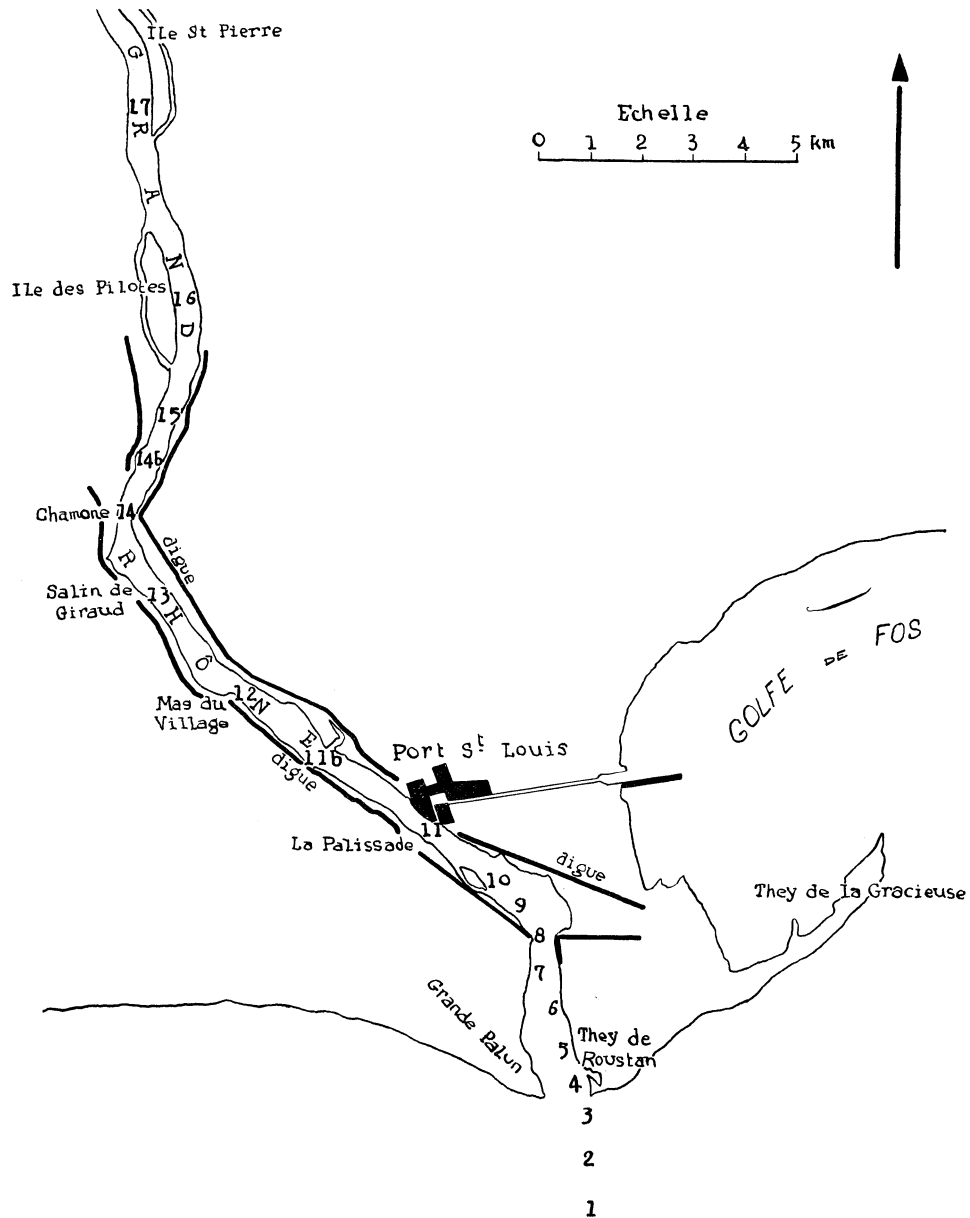 Ile St Pierre
G
17
R
A
N
Ile des Pilotes
16
D
Echelle
0 1 2 3 4 5 km
15
14b
Chamone 14
digue
R
Salin de
Giraud
13
H
Ô
12
N
Mas du
Village
E
11b
digue
GOLFE DE FOS
Port St Louis
11
La Palissade
digue
10
They de la Gracieuse
9
8
7
Grande Palun
6
They de
Roustan
5
4
3
2
1